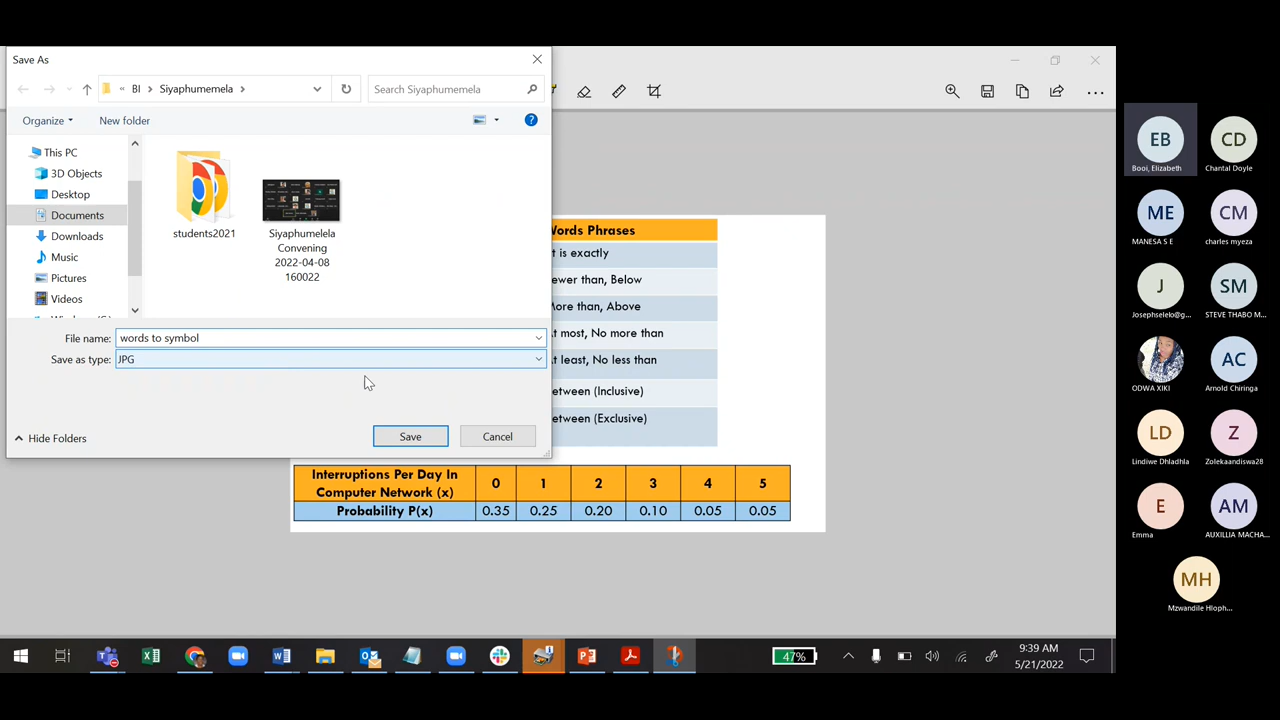 Save As
« BI > Siyaphumemela >
Search Siyaphumemela
Organize
New folder
This PC
3D Objects
Desktop
Documents
Downloads
Music
Pictures
Videos
students2021
Siyaphumelela
Convening
2022-04-08
160022
File name: words to symbol
Save as type: JPG
Hide Folders
Save
Cancel
Words Phrases
t is exactly
ewer than, Below
More than, Above
At most, No more than
At least, No less than
etween (Inclusive)
etween (Exclusive)
Interruptions Per Day In
Computer Network (x) 0 1 2 3 4 5
Probability P(x) 0.35 0.25 0.20 0.10 0.05 0.05
EB
Booi, Elizabeth
CD
Chantal Doyle
ME
MANESA S E
CM
charles myeza
J
Josephselelo@g...
SM
STEVE THABO M...
ODWA XIKI
AC
Arnold Chiringa
LD
Lindiwe Dhladhla
Z
Zolekaandiswa28
E
Emma
AM
AUXILLIA MACHA...
MH
Mzwandile Hloph...
47%
9:39 AM
5/21/2022